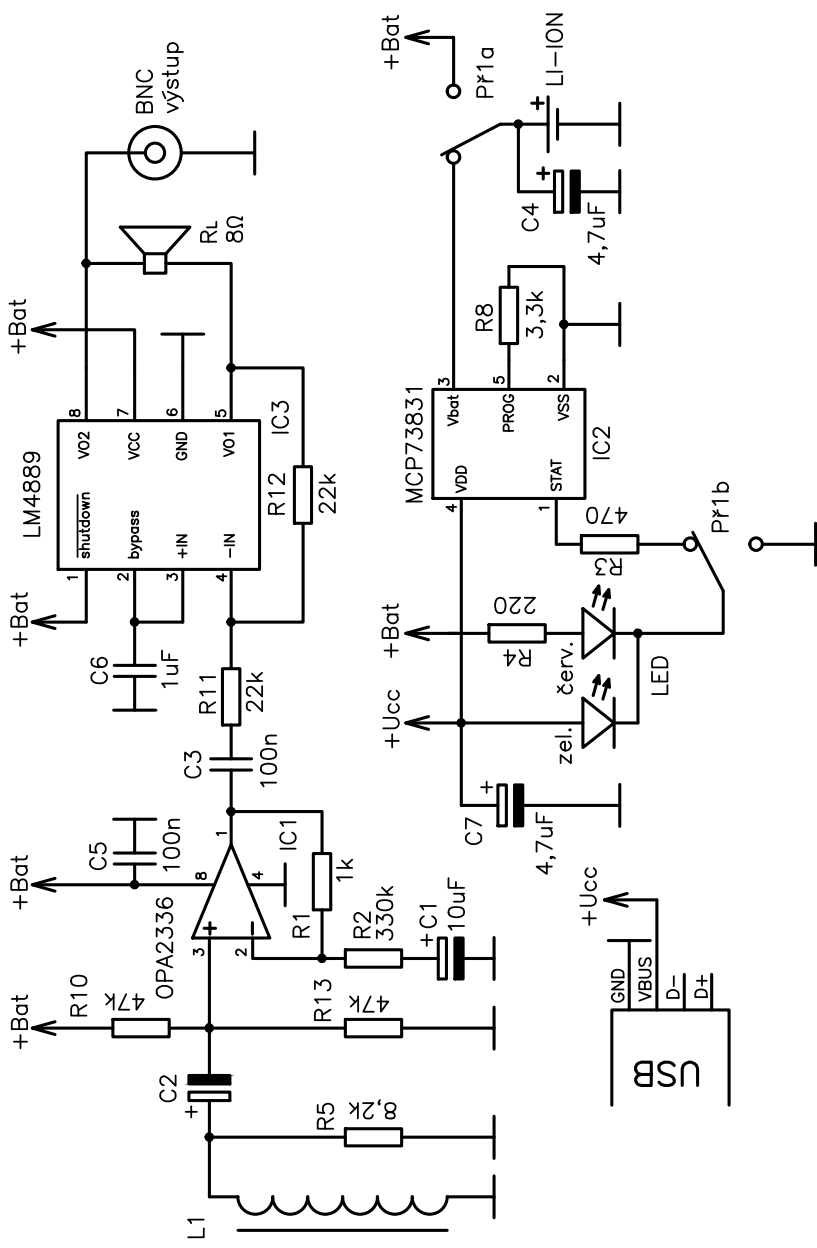 L1
R5
8,2k
C2
+
+Bat
R10
47k
R13
47k
OPA2336
3
2
8
4
1
+Bat
C5
100n
IC1
R1
1k
R2
330k
+C1
10uF
C3
100n
R11
22k
C6
1uF
+Bat
LM4889
1
2
3
4
shutdown
bypass
+IN
-IN
VO2
VCC
GND
VO1
8
7
6
5
IC3
R12
22k
+Bat
RL
8Ω
BNC
výstup
USB
GND
VBUS
D-
D+
+Ucc
C7
+
4,7uF
+Ucc
+Bat
R4
220
zel.
červ.
LED
R3
470
Př1b
MCP73831
4
1
VDD
STAT
Vbat
PROG
VSS
3
5
2
IC2
R8
3,3k
C4
+
4,7uF
+
LI-ION
Př1a
+Bat